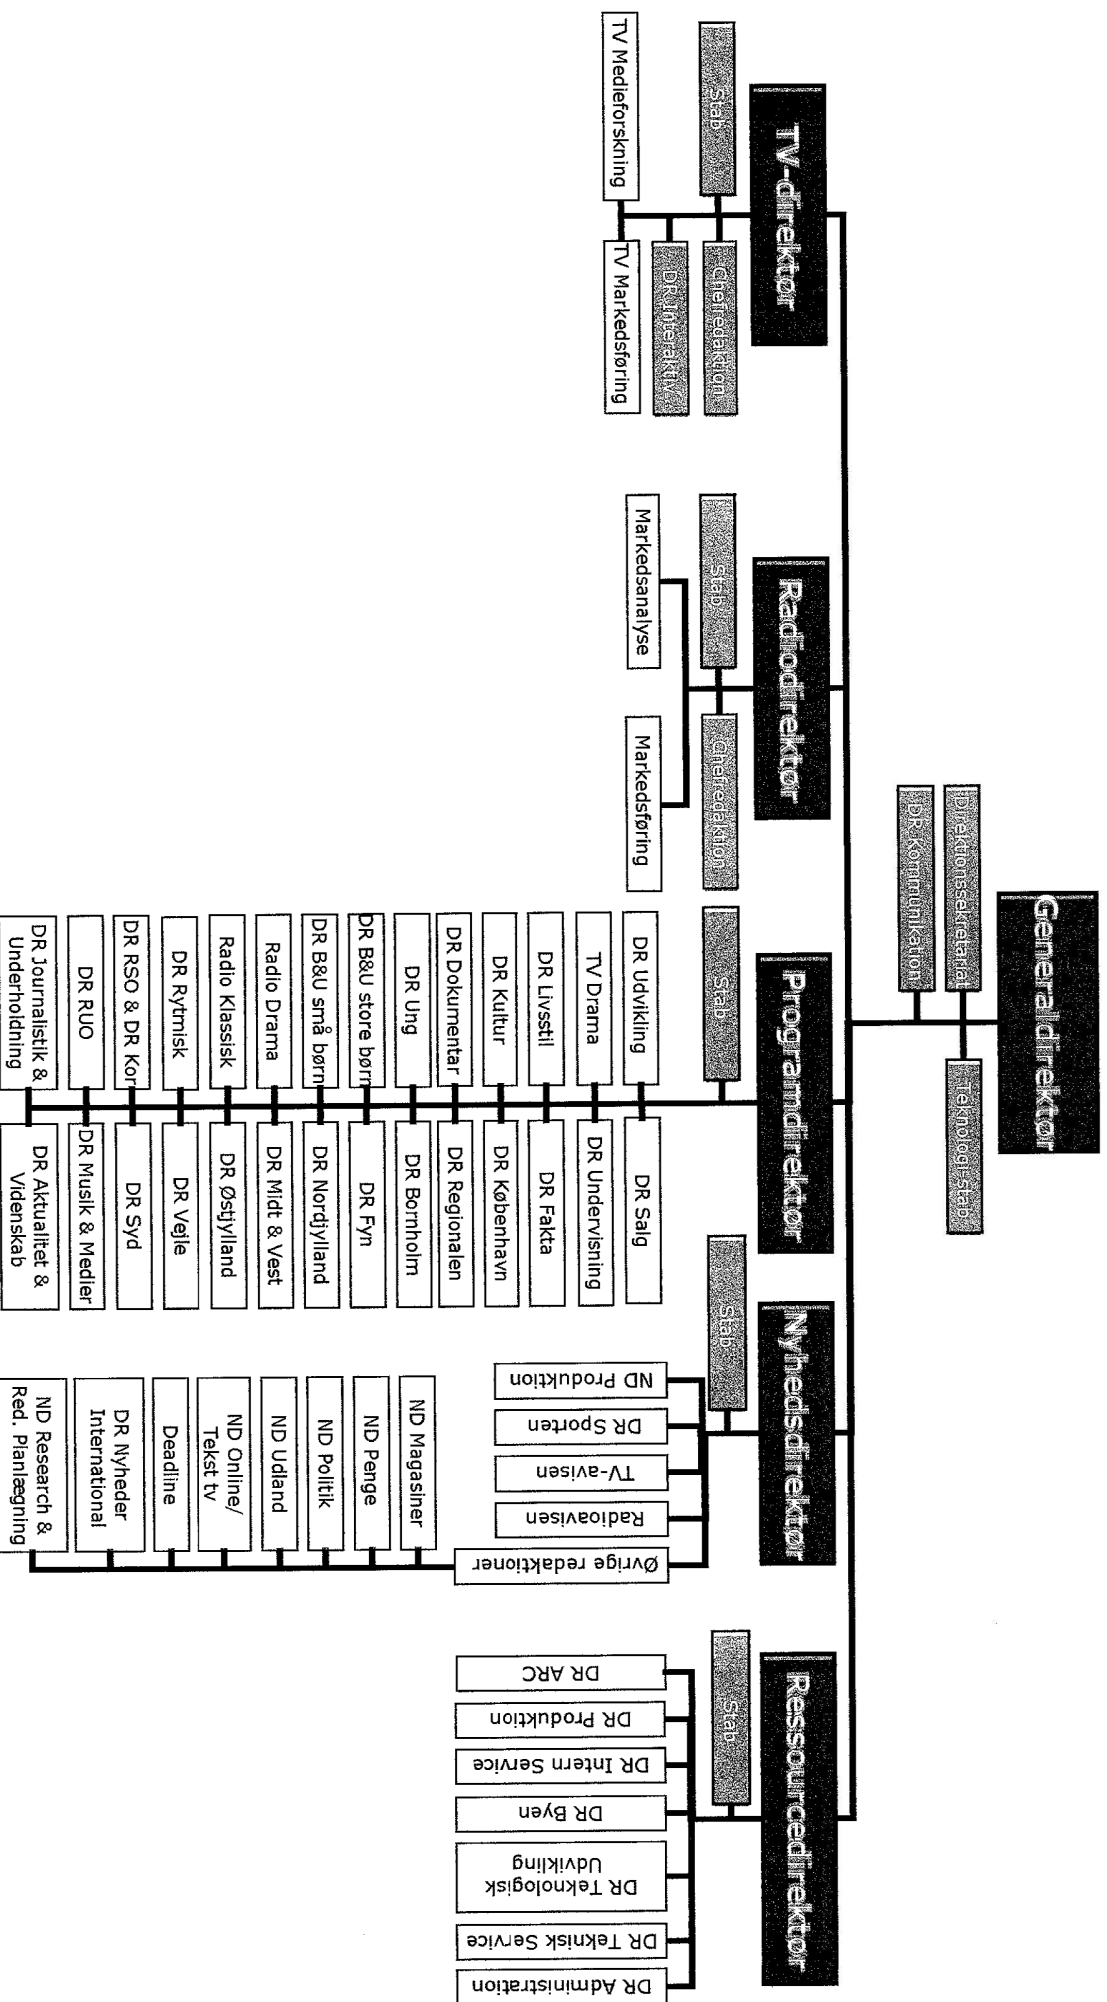 Generaldirektør
Direktionssekretariat
Teknologi-stab
DR Kommunikation
TV-direktør
Stab
Chefredaktion
DR Interaktiv
TV Medieforskning
TV Markedsføring
Radiodirektør
Stab
Chefredaktion
Markedsanalyse
Markedsføring
Programdirektør
Stab
DR Udvikling
DR Salg
TV Drama
DR Undervisning
DR Livsstil
DR Fakta
DR Kultur
DR København
DR Dokumentar
DR Regionalen
DR Ung
DR Bornholm
DR B&U store børn
DR Fyn
DR B&U små børn
DR Nordjylland
Radio Drama
DR Midt & Vest
Radio Klassisk
DR Østjylland
DR Rytmisk
DR Vejle
DR RSO & DR Kor
DR Syd
DR RUO
DR Musik & Medier
DR Journalistik &
Underholdning
DR Aktualitet &
Videnskab
Nyhedsdirektør
Stab
ND Produktion
DR Sporten
TV-avisen
Radioavisen
Øvrige redaktioner
ND Magasiner
ND Penge
ND Politik
ND Udland
ND Online/
Tekst tv
Deadline
DR Nyheder
International
ND Research &
Red. Planlægning
Ressourcedirektør
Stab
DR ARC
DR Produktion
DR Intern Service
DR Byen
DR Teknologisk
Udvikling
DR Teknisk Service
DR Administration